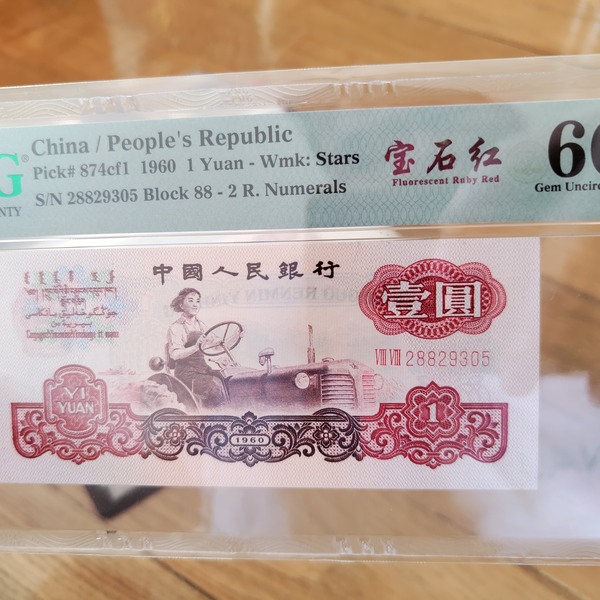 G®
China / People's Republic
Pick# 874cf1 1960 1 Yuan - Wmk: Stars
S/N 28829305 Block 88 - 2 R. Numerals
宝石红
Fluorescent Ruby Red
Gem Uncirc
NTY
中國人民銀行
壹圓
VIII VIII 28829305
YI
YUAN
1960
1